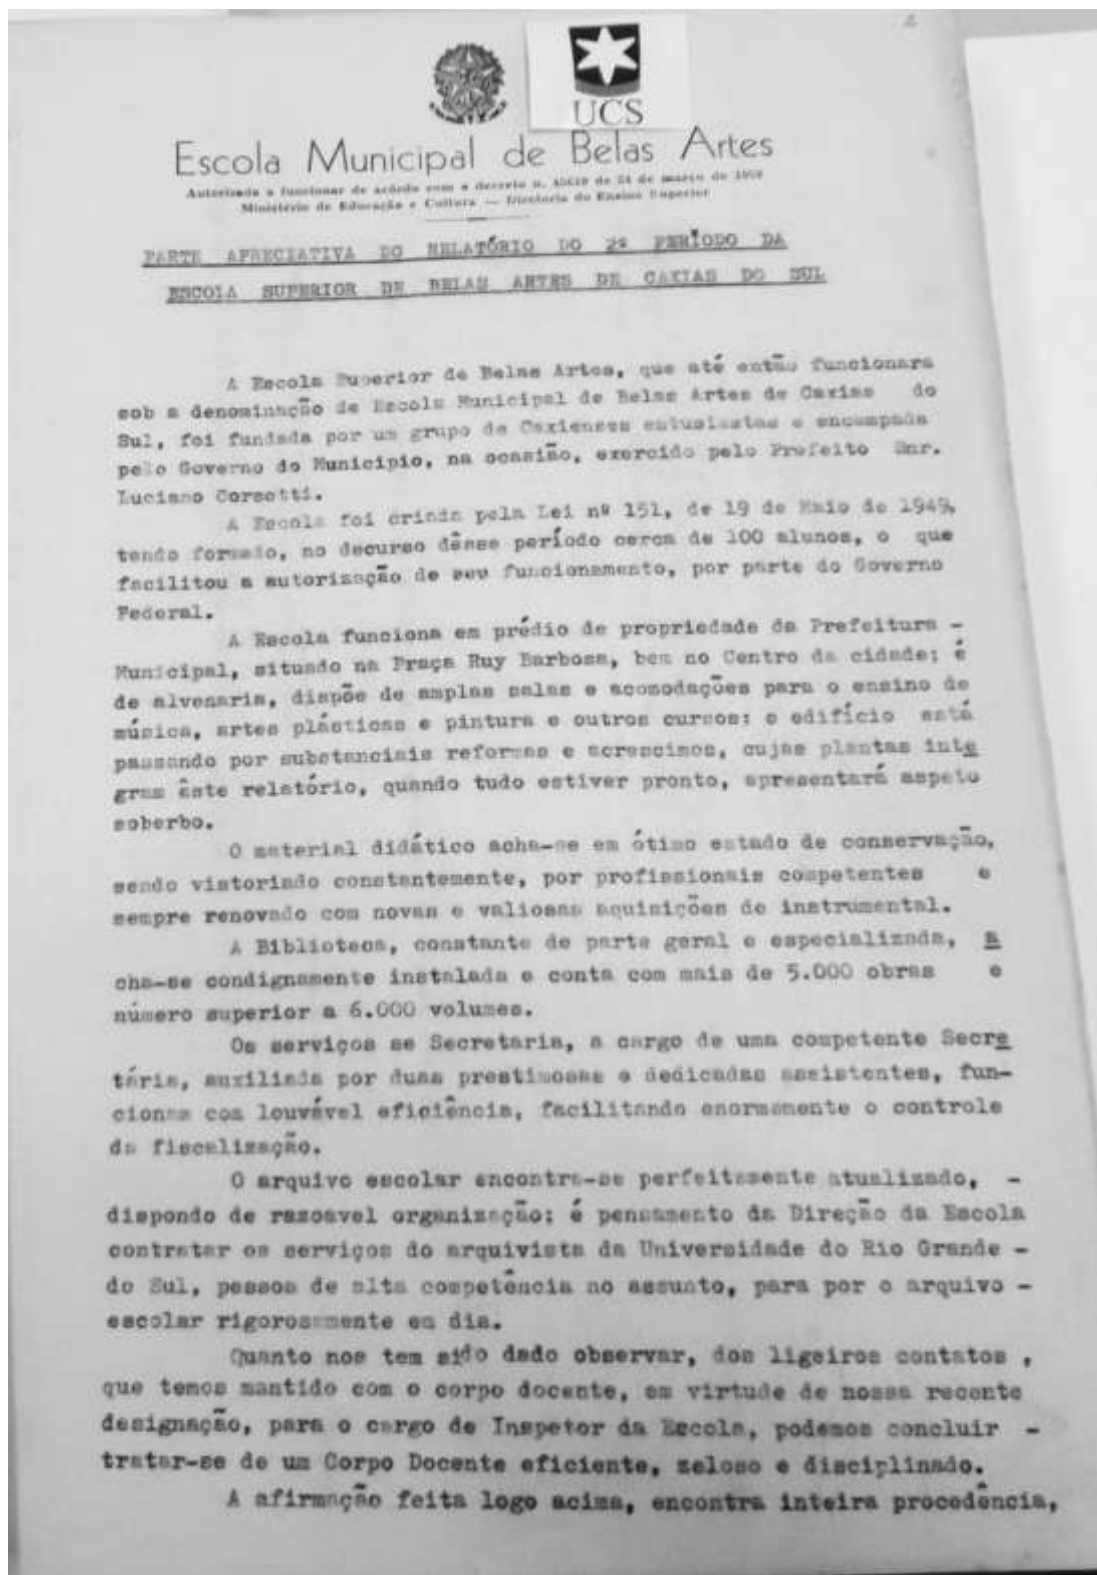 UCS
Escola Municipal de Belas Artes
Autorizada a funcionar de acôrdo com o decreto n. de 24 de março de 1959
Ministério de Educação e Cultura — Diretoria do Ensino Superior
PARTE APRECIATIVA DO RELATÓRIO DO 2º PERÍODO DA
ESCOLA SUPERIOR DE BELAS ARTES DE CAXIAS DO SUL
A Escola Superior de Belas Artes, que até então funcionara
sob a denominação de Escola Municipal de Belas Artes de Caxias do
Sul, foi fundada por um grupo de Caxienses entusiastas e encampada
pelo Governo do Municipio, na ocasião, exercido pelo Prefeito Snr.
Luciano Corsetti.
A Escola foi criada pela Lei nº 151, de 19 de Maio de 1949,
tendo formado, no decurso dêsse período cerca de 100 alunos, o que
facilitou a autorização de seu funcionamento, por parte do Governo
Federal.
A Escola funciona em prédio de propriedade da Prefeitura -
Municipal, situado na Praça Ruy Barbosa, bem no Centro da cidade; é
de alvenaria, dispõe de amplas salas e acomodações para o ensino de
música, artes plásticas e pintura e outros cursos; o edifício está
passando por substanciais reformas e acrescimos, cujas plantas inte
gram êste relatório, quando tudo estiver pronto, apresentará aspeto
soberbo.
O material didático acha-se em ótimo estado de conservação,
sendo vistoriado constantemente, por profissionais competentes e
sempre renovado com novas e valiosas aquisições de instrumental.
A Biblioteca, constante de parte geral e especializada, a
cha-se condignamente instalada e conta com mais de 5.000 obras e
número superior a 6.000 volumes.
Os serviços se Secretaria, a cargo de uma competente Secre
tária, auxiliada por duas prestimosas e dedicadas assistentes, fun-
cionam com louvável eficiência, facilitando enormemente o controle
da fiscalização.
O arquivo escolar encontra-se perfeitamente atualizado, -
dispondo de razoavel organização; é pensamento da Direção da Escola
contratar os serviços do arquivista da Universidade do Rio Grande -
do Sul, pessoa de alta competência no assunto, para por o arquivo -
escolar rigorosamente em dia.
Quanto nos tem sido dado observar, dos ligeiros contatos ,
que temos mantido com o corpo docente, em virtude de nossa recente
designação, para o cargo de Inspetor da Escola, podemos concluir -
tratar-se de um Corpo Docente eficiente, zeloso e disciplinado.
A afirmação feita logo acima, encontra inteira procedência,